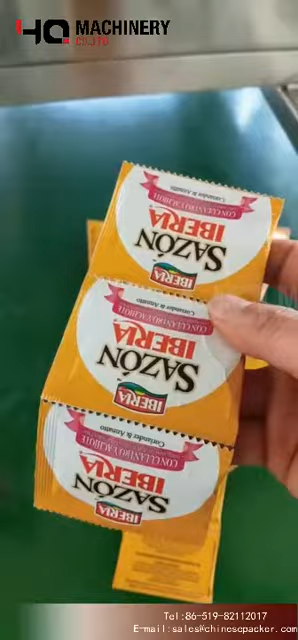 HQ MACHINERY
CO.,LTD
Coriander & Annatto
CON CULANTRO Y ACHIOTE
IBERIA
SAZÓN
IBERIA
Coriander & Annatto
CON CULANTRO Y ACHIOTE
IBERIA
SAZÓN
IBERIA
Coriander & Annatto
CON CULANTRO Y ACHIOTE
IBERIA
SAZÓN
IBERIA
Tel:86-519-82112017
E-mail:sales@chinesepacker.com